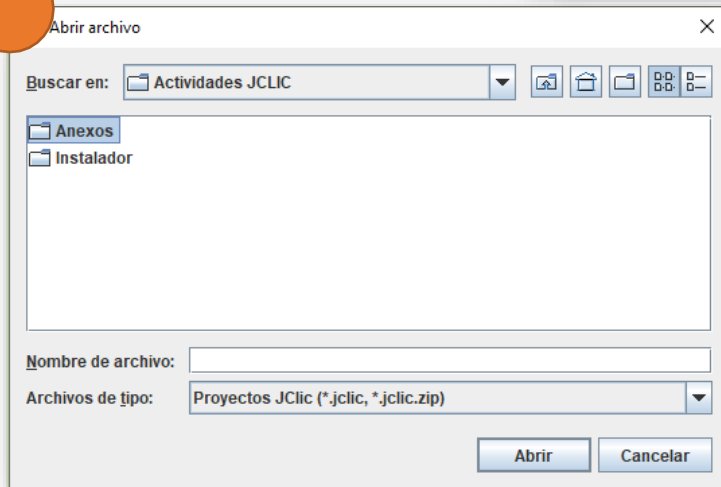 Abrir archivo
Buscar en: Actividades JCLIC
Anexos
Instalador
Nombre de archivo:
Archivos de tipo: Proyectos JClic (*.jclic, *.jclic.zip)
Abrir Cancelar